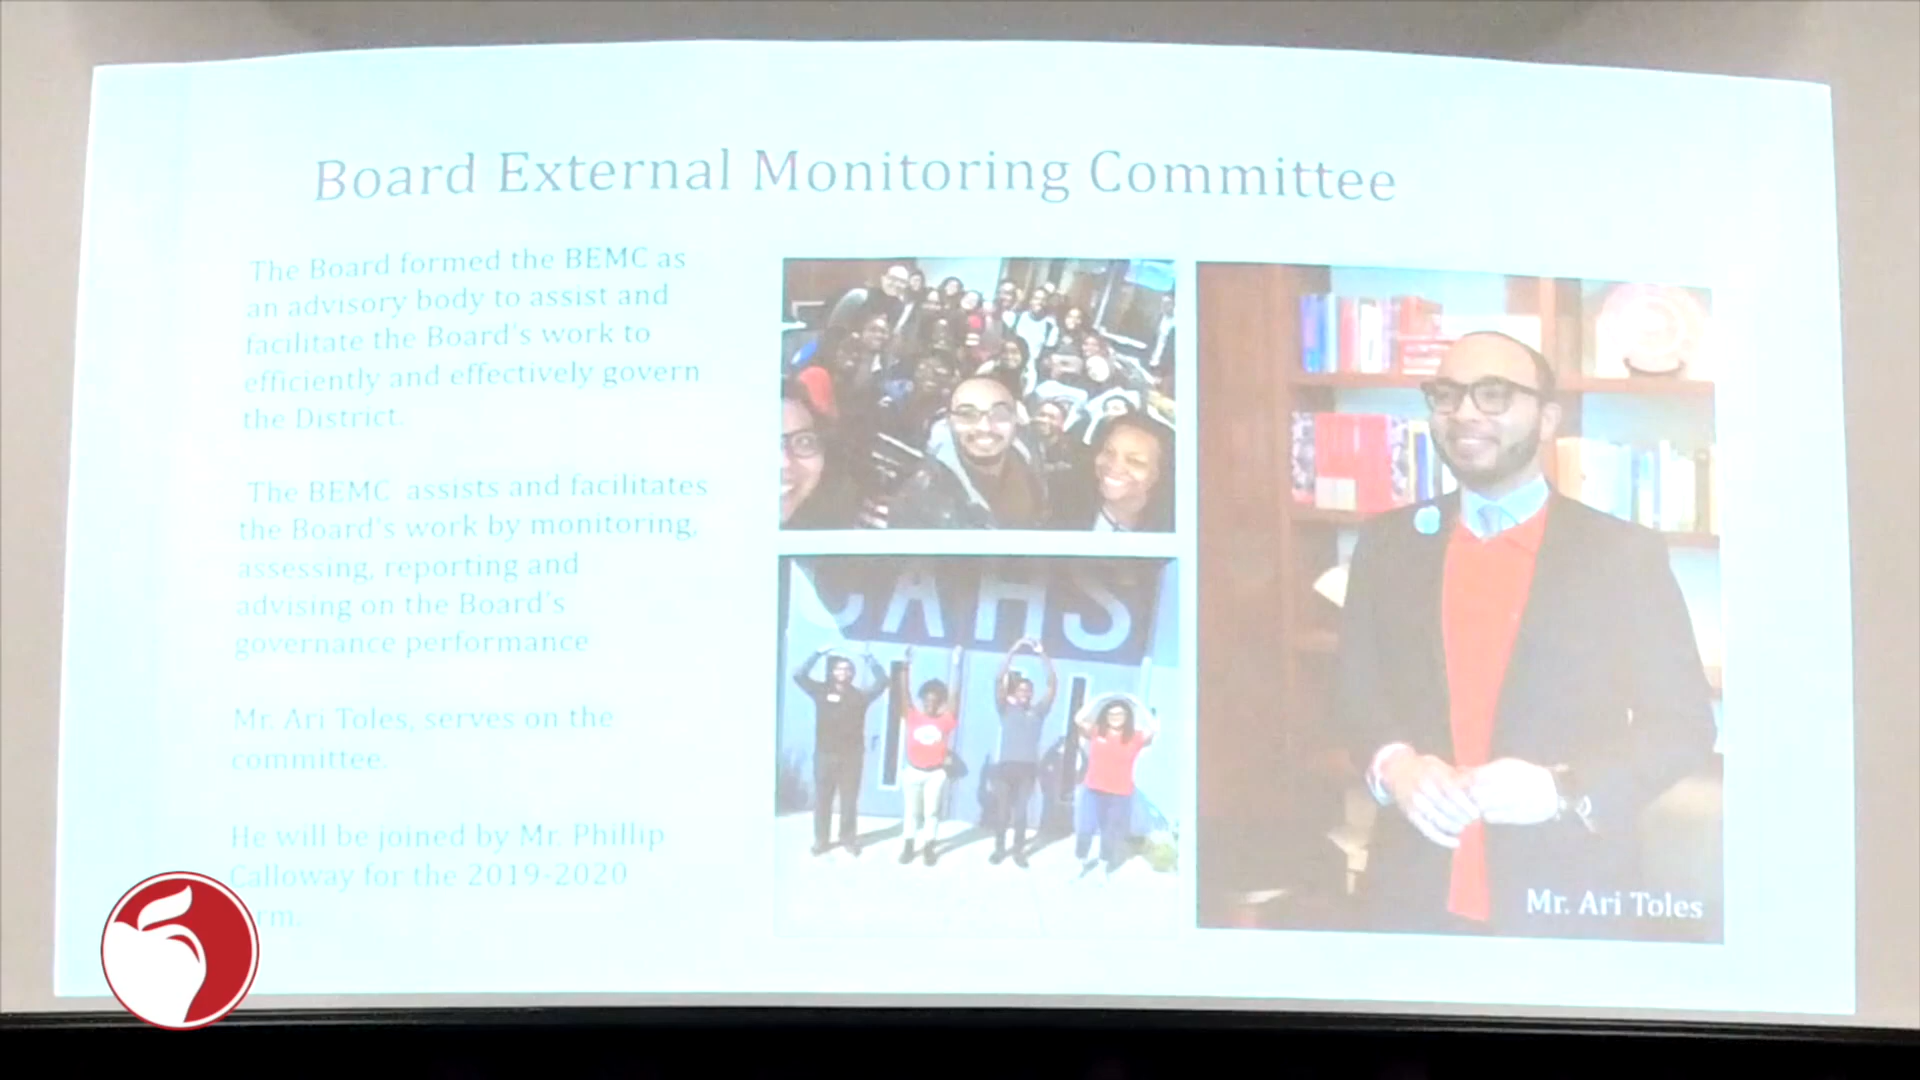 Board External Monitoring Committee
The Board formed the BEMC as
an advisory body to assist and
facilitate the Board's work to
efficiently and effectively govern
the District.
The BEMC assists and facilitates
the Board's work by monitoring,
assessing, reporting and
advising on the Board's
governance performance
Mr. Ari Toles, serves on the
committee.
He will be joined by Mr. Phillip
Calloway for the 2019-2020
rm.
CAHS
Mr. Ari Toles